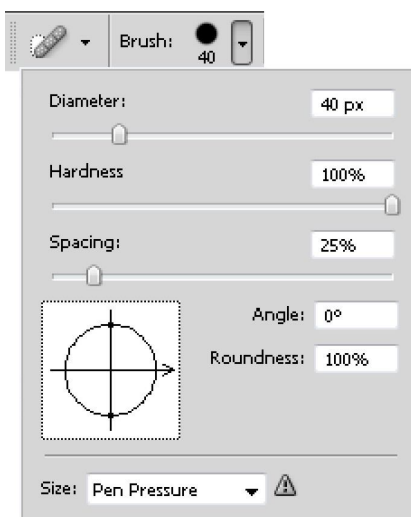 Brush:
40
Diameter: 40 px
Hardness 100%
Spacing: 25%
Angle: 0°
Roundness: 100%
Size: Pen Pressure